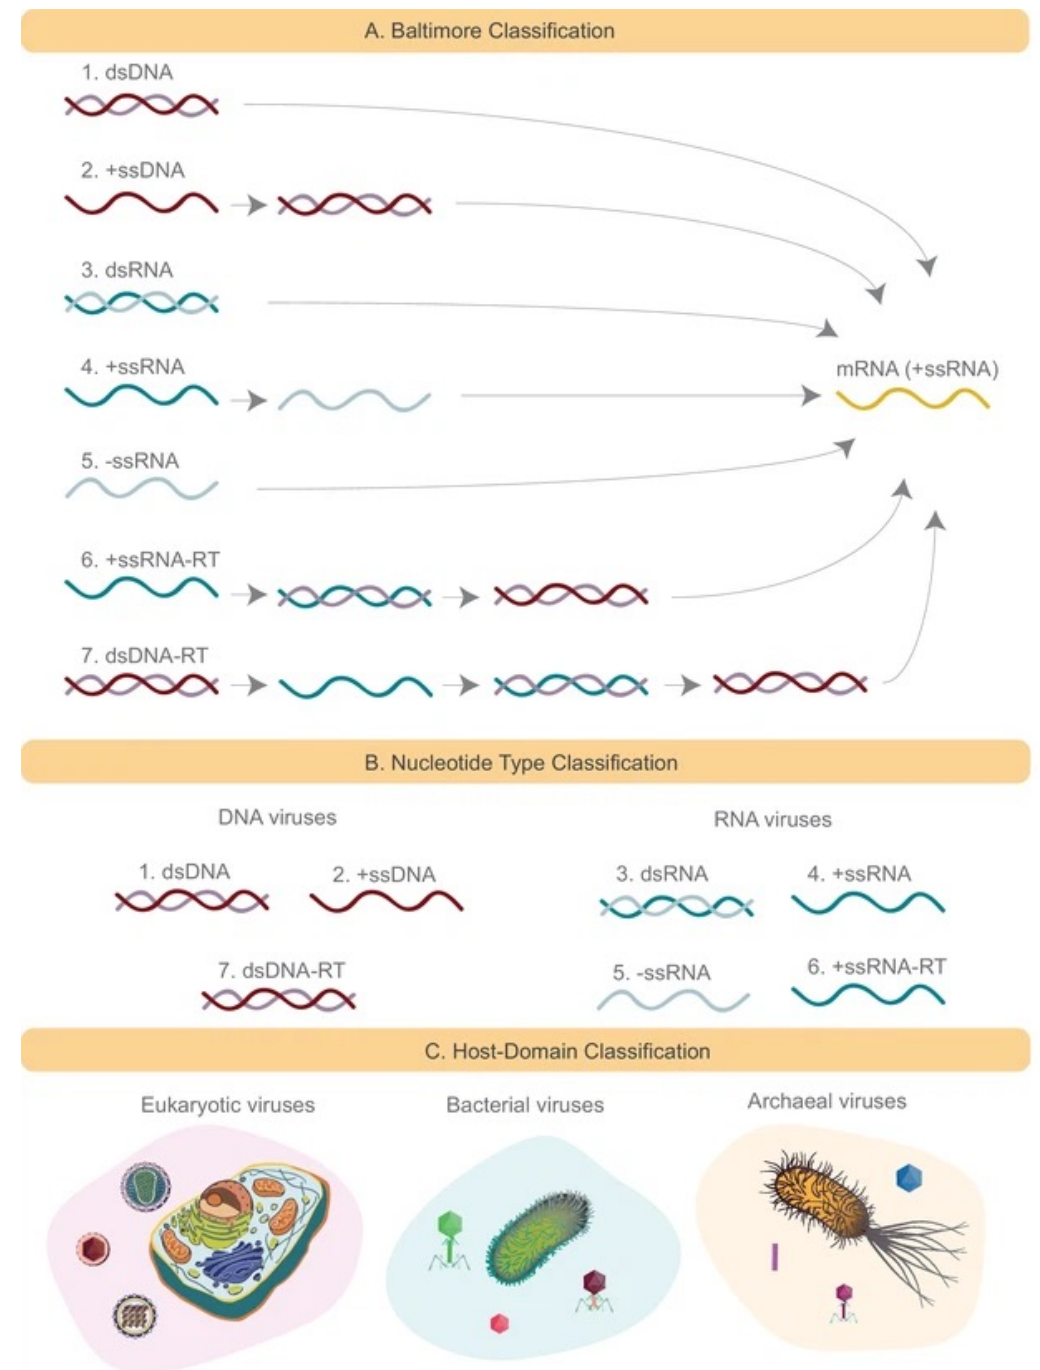 A. Baltimore Classification
1. dsDNA
2. +ssDNA
3. dsRNA
4. +ssRNA
mRNA (+ssRNA)
5. -ssRNA
6. +ssRNA-RT
7. dsDNA-RT
B. Nucleotide Type Classification
DNA viruses
RNA viruses
1. dsDNA
2. +ssDNA
3. dsRNA
4. +ssRNA
7. dsDNA-RT
5. -ssRNA
6. +ssRNA-RT
C. Host-Domain Classification
Eukaryotic viruses
Bacterial viruses
Archaeal viruses